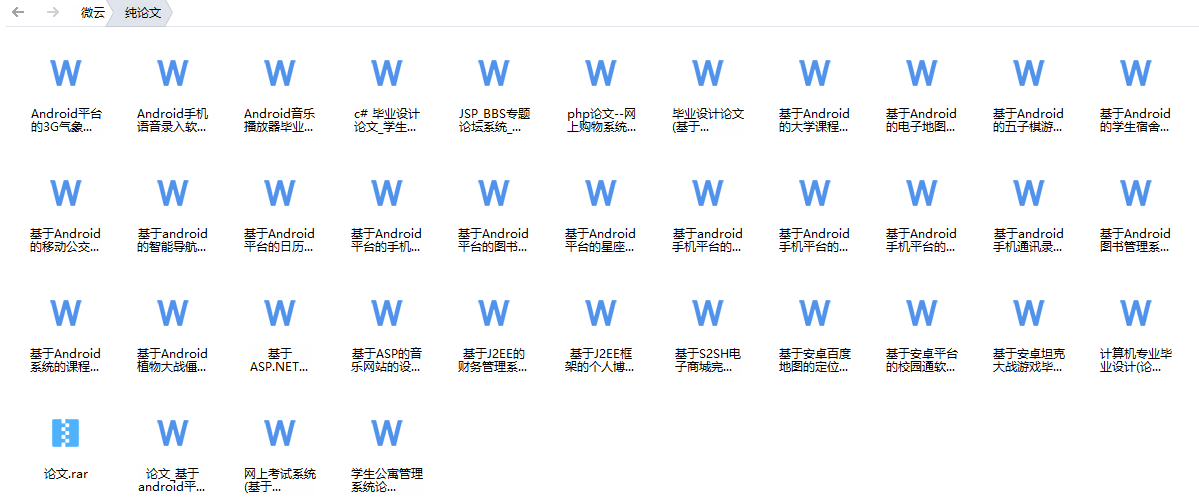 微云 纯论文
Android平台
的3G气象...
Android手机
语音录入软...
Android音乐
播放器毕业...
c# 毕业设计
论文_学生...
JSP_BBS专题
论坛系统_...
php论文--网
上购物系统...
毕业设计论文
(基于...
基于Android
的大学课程...
基于Android
的电子地图...
基于Android
的五子棋游...
基于Android
的学生宿舍...
基于Android
的移动公交...
基于android
的智能导航...
基于Android
平台的日历...
基于Android
平台的手机...
基于Android
平台的图书...
基于Android
平台的星座...
基于android
手机平台的...
基于Android
手机平台的...
基于Android
手机平台的...
基于android
手机通讯录...
基于Android
图书管理系...
基于Android
系统的课程...
基于Android
植物大战僵...
基于
ASP.NET...
基于ASP的音
乐网站的设...
基于J2EE的
财务管理系...
基于J2EE框
架的个人博...
基于S2SH电
子商城完...
基于安卓百度
地图的定位...
基于安卓平台
的校园通软...
基于安卓坦克
大战游戏毕...
计算机专业毕
业设计(论...
论文.rar
论文_基于
android平...
网上考试系统
(基于...
学生公寓管理
系统论...